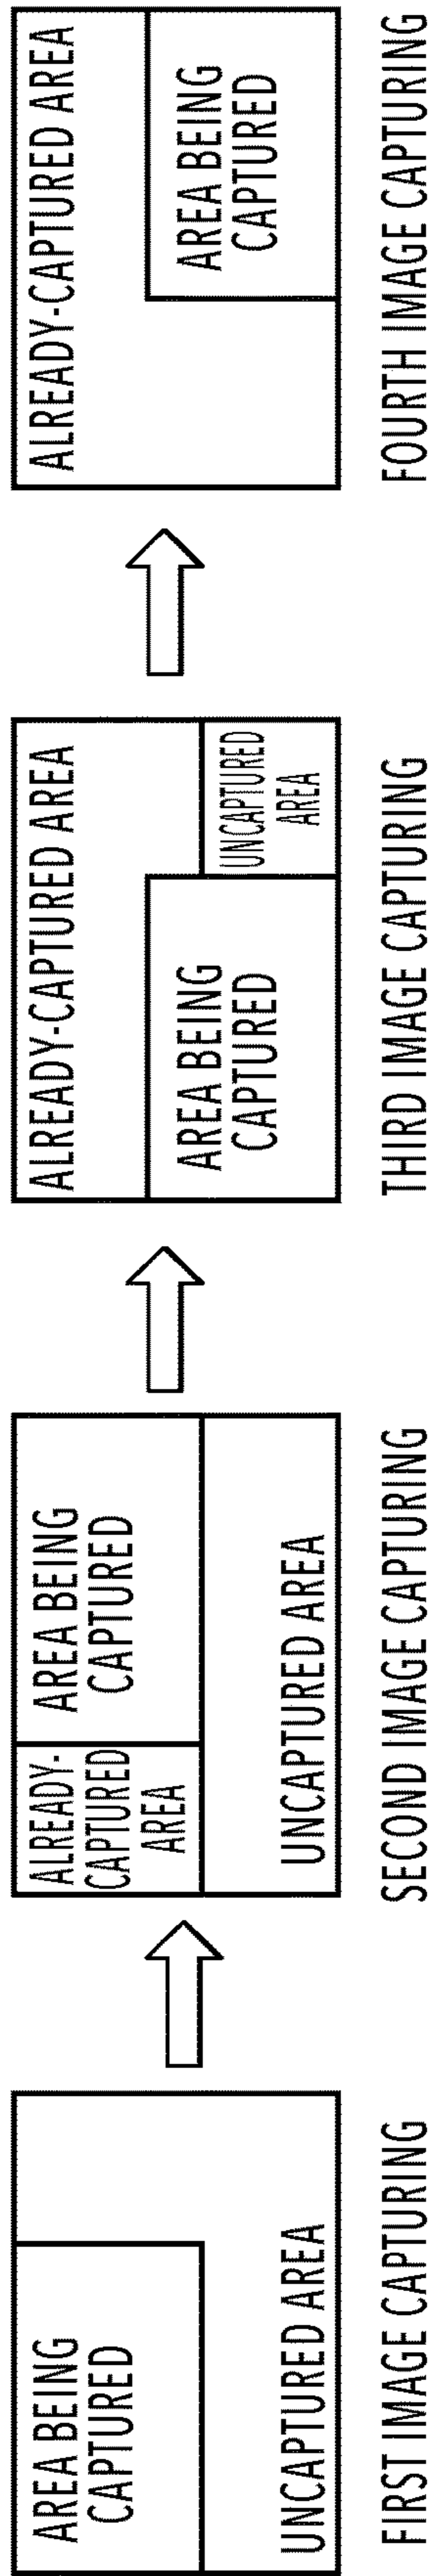 AREA BEING
CAPTURED
UNCAPTURED AREA
FIRST IMAGE CAPTURING
ALREADY-
CAPTURED
AREA
AREA BEING
CAPTURED
UNCAPTURED AREA
SECOND IMAGE CAPTURING
ALREADY-CAPTURED AREA
AREA BEING
CAPTURED
UNCAPTURED
AREA
THIRD IMAGE CAPTURING
ALREADY-CAPTURED AREA
AREA BEING
CAPTURED
FOURTH IMAGE CAPTURING